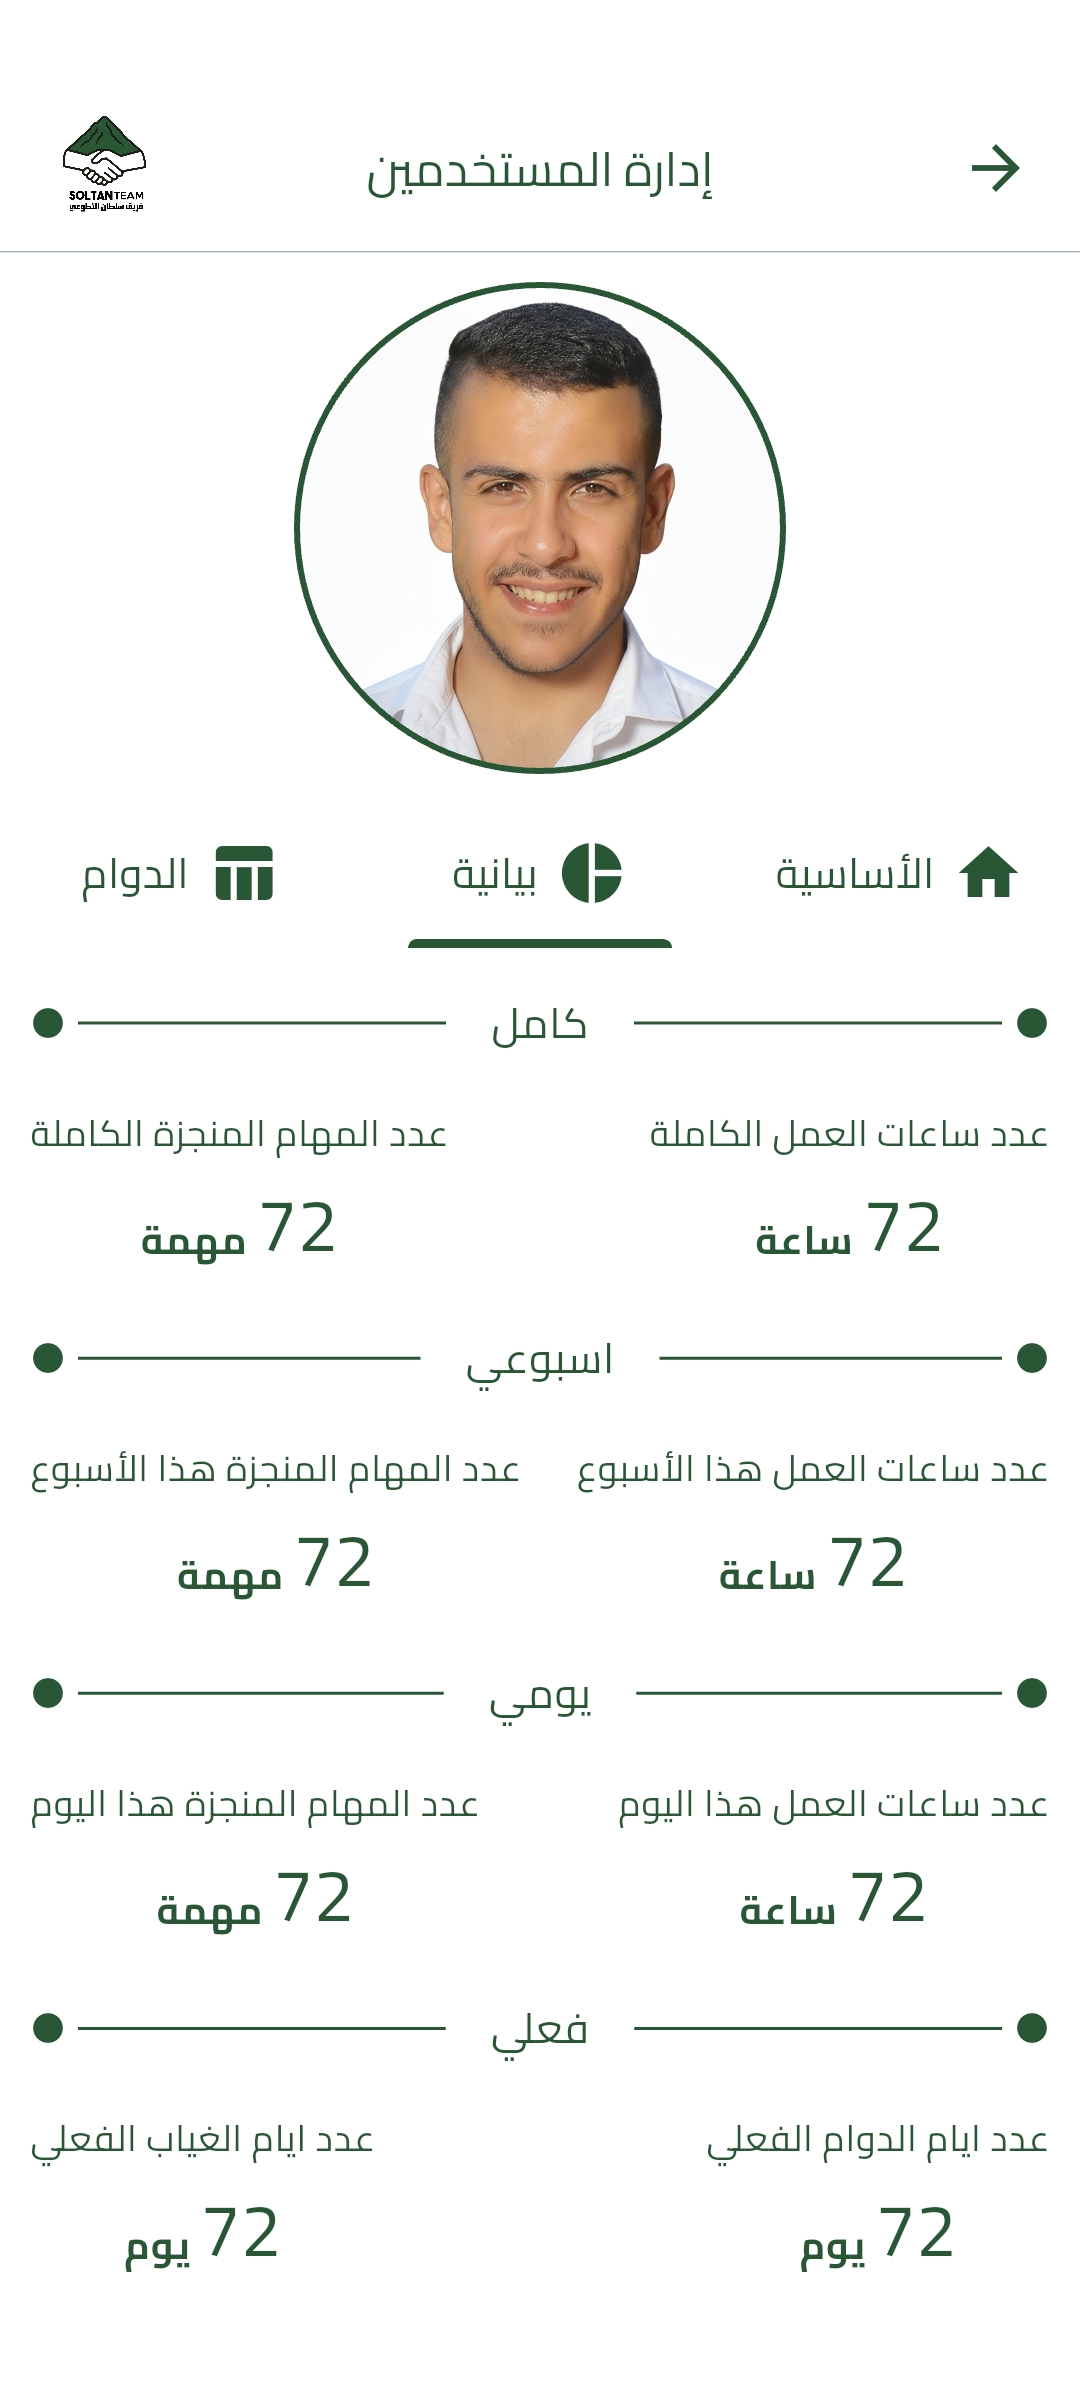 إدارة المستخدمين
SOLTANTEAM
فريق سلطان التطوعي
الأساسية
بيانية
الدوام
كامل
عدد ساعات العمل الكاملة
72 ساعة
عدد المهام المنجزة الكاملة
72 مهمة
اسبوعي
عدد ساعات العمل هذا الأسبوع
72 ساعة
عدد المهام المنجزة هذا الأسبوع
72 مهمة
يومي
عدد ساعات العمل هذا اليوم
72 ساعة
عدد المهام المنجزة هذا اليوم
72 مهمة
فعلي
عدد ايام الدوام الفعلي
72 يوم
عدد ايام الغياب الفعلي
72 يوم